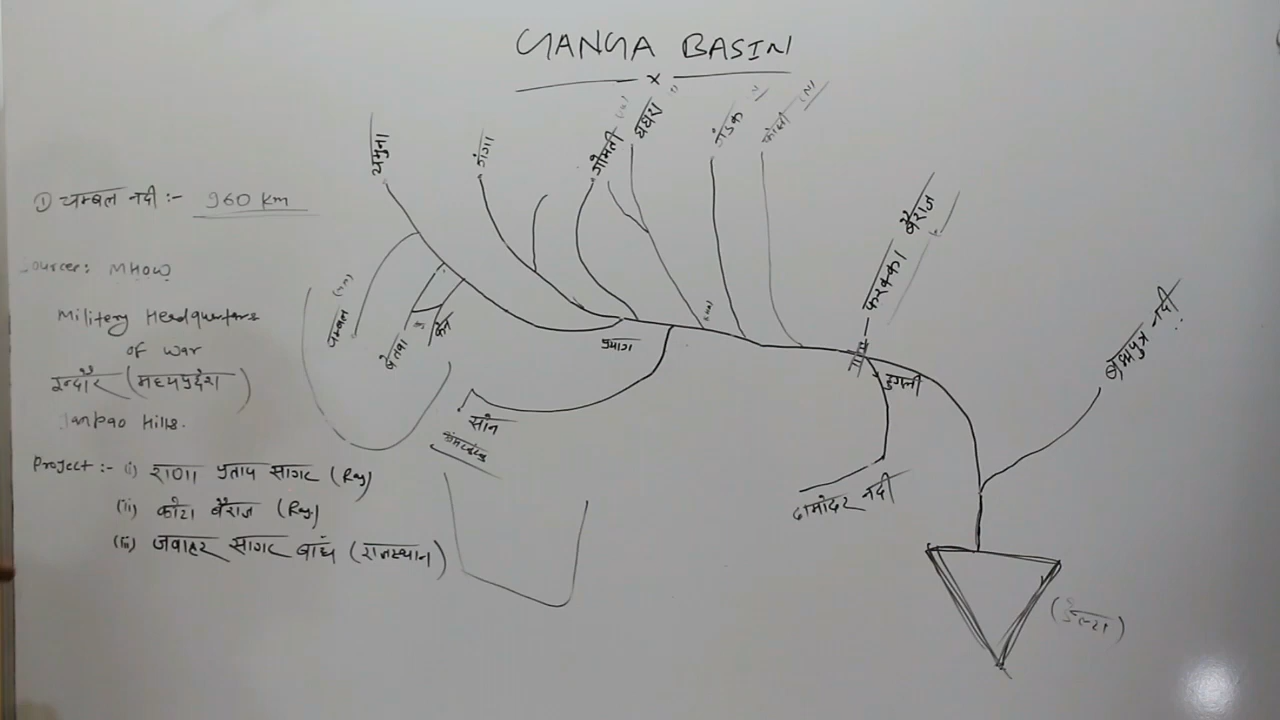 GANGA BASIN
x
यमुना
गंगा
गोमती
घघरा
गंडक
कोसी (N)
① चम्बल नदी :- 960 km
फरक्का बैराज
ources: MHOW
Military Headquarters
of war
इन्दौर (मध्यप्रदेश)
Janpao Hills.
चम्बल
बेतवा
केन
प्रयाग
सोन
हुगली
ब्रह्मपुत्र नदी
दामोदर नदी
Project :- (i) राणा प्रताप सागर (Raj)
(ii) कोटा बैराज (Raj)
(iii) जवाहर सागर बांध (राजस्थान)